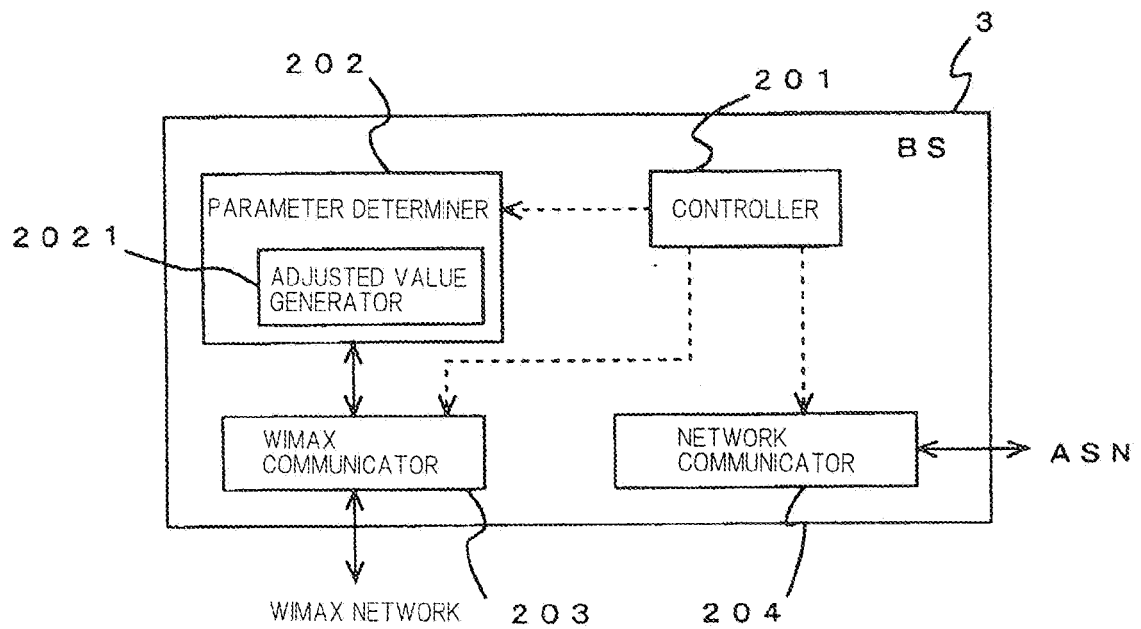 3
202
201
BS
PARAMETER DETERMINER
CONTROLLER
2021
ADJUSTED VALUE
GENERATOR
WIMAX
COMMUNICATOR
NETWORK
COMMUNICATOR
ASN
WIMAX NETWORK
203
204